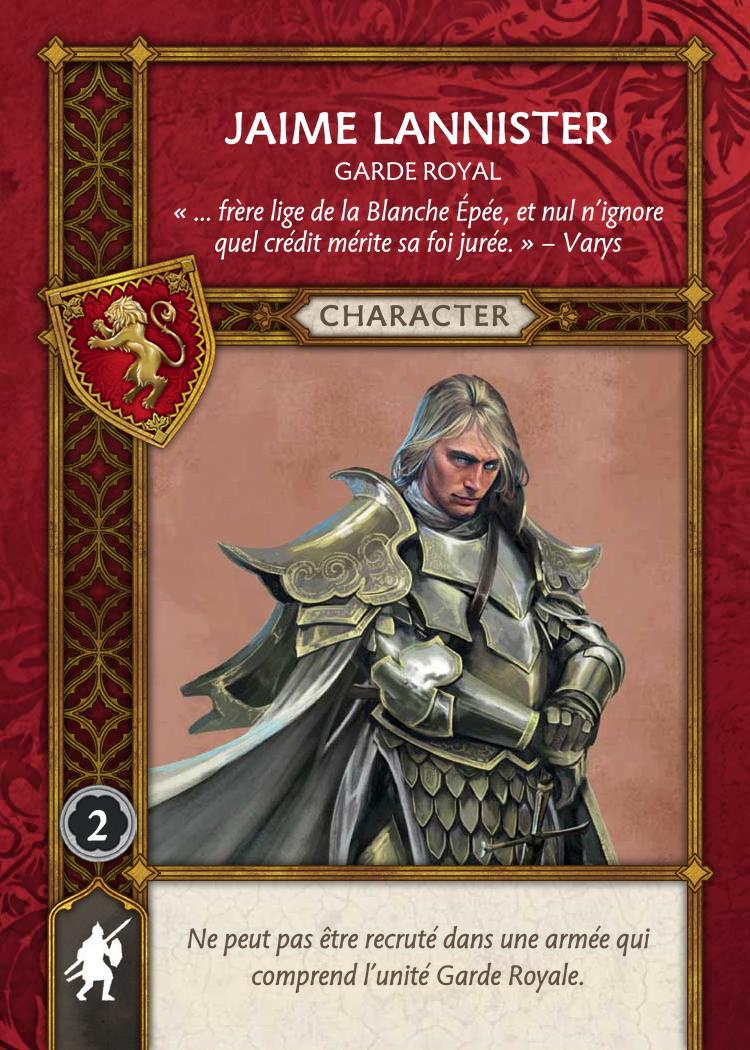 JAIME LANNISTER
GARDE ROYAL
« ... frère lige de la Blanche Épée, et nul n'ignore
quel crédit mérite sa foi jurée. » – Varys
CHARACTER
2
Ne peut pas être recruté dans une armée qui
comprend l'unité Garde Royale.